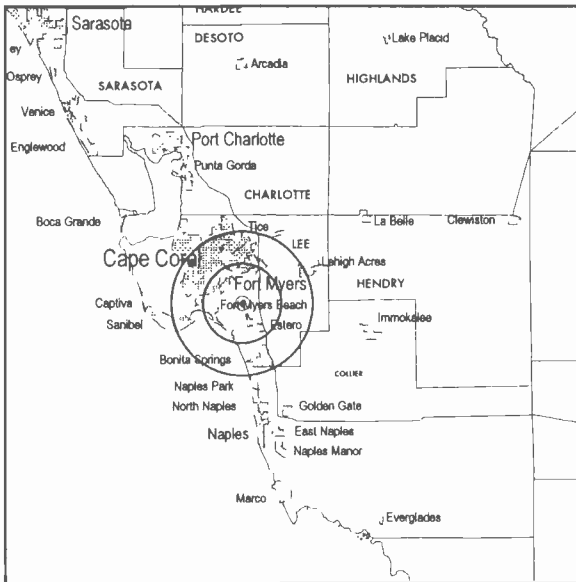 HARDEE
Sarasota
DESOTO
Lake Placid
ey
Arcadia
Osprey
HIGHLANDS
SARASOTA
Venice
Port Charlotte
Englewood
Punta Gorda
CHARLOTTE
Boca Grande
La Belle
Clewiston
Tice
LEE
Cape Coral
Lehigh Acres
Fort Myers
HENDRY
Captiva
Fort Myers Beach
Immokalee
Sanibel
Estero
Bonita Springs
COLLIER
Naples Park
North Naples
Golden Gate
Naples
East Naples
Naples Manor
Marco
Everglades